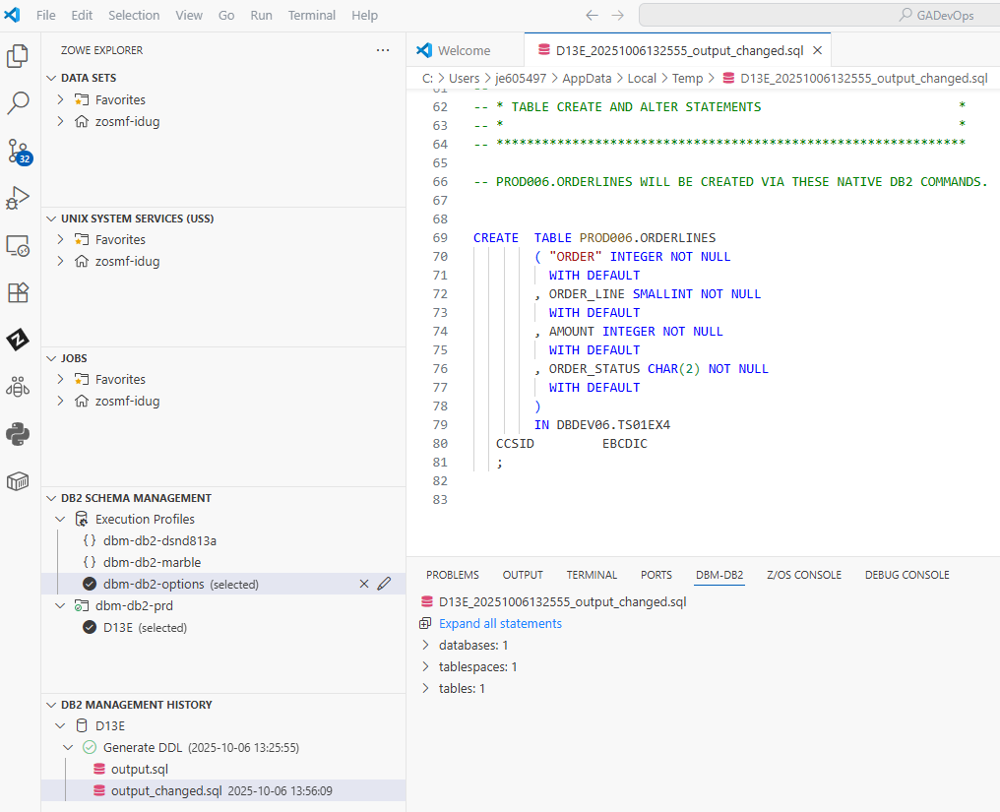 File Edit Selection View Go Run Terminal Help
GADevOps
ZOWE EXPLORER
DATA SETS
Favorites
zosmf-idug
32
UNIX SYSTEM SERVICES (USS)
Favorites
zosmf-idug
JOBS
Favorites
zosmf-idug
DB2 SCHEMA MANAGEMENT
Execution Profiles
{} dbm-db2-dsnd813a
{} dbm-db2-marble
dbm-db2-options (selected)
dbm-db2-prd
D13E (selected)
DB2 MANAGEMENT HISTORY
D13E
Generate DDL (2025-10-06 13:25:55)
output.sql
output_changed.sql 2025-10-06 13:56:09
Welcome
D13E_20251006132555_output_changed.sql
C: > Users > je605497 > AppData > Local > Temp > D13E_20251006132555_output_changed.sql
61 --
62 -- * TABLE CREATE AND ALTER STATEMENTS *
63 -- * *
64 -- **************************************************************
65
66 -- PROD006.ORDERLINES WILL BE CREATED VIA THESE NATIVE DB2 COMMANDS.
67
68
69 CREATE TABLE PROD006.ORDERLINES
70 ( "ORDER" INTEGER NOT NULL
71 WITH DEFAULT
72 , ORDER_LINE SMALLINT NOT NULL
73 WITH DEFAULT
74 , AMOUNT INTEGER NOT NULL
75 WITH DEFAULT
76 , ORDER_STATUS CHAR(2) NOT NULL
77 WITH DEFAULT
78 )
79 IN DBDEV06.TS01EX4
80 CCSID EBCDIC
81 ;
82
83
PROBLEMS OUTPUT TERMINAL PORTS DBM-DB2 Z/OS CONSOLE DEBUG CONSOLE
D13E_20251006132555_output_changed.sql
Expand all statements
databases: 1
tablespaces: 1
tables: 1